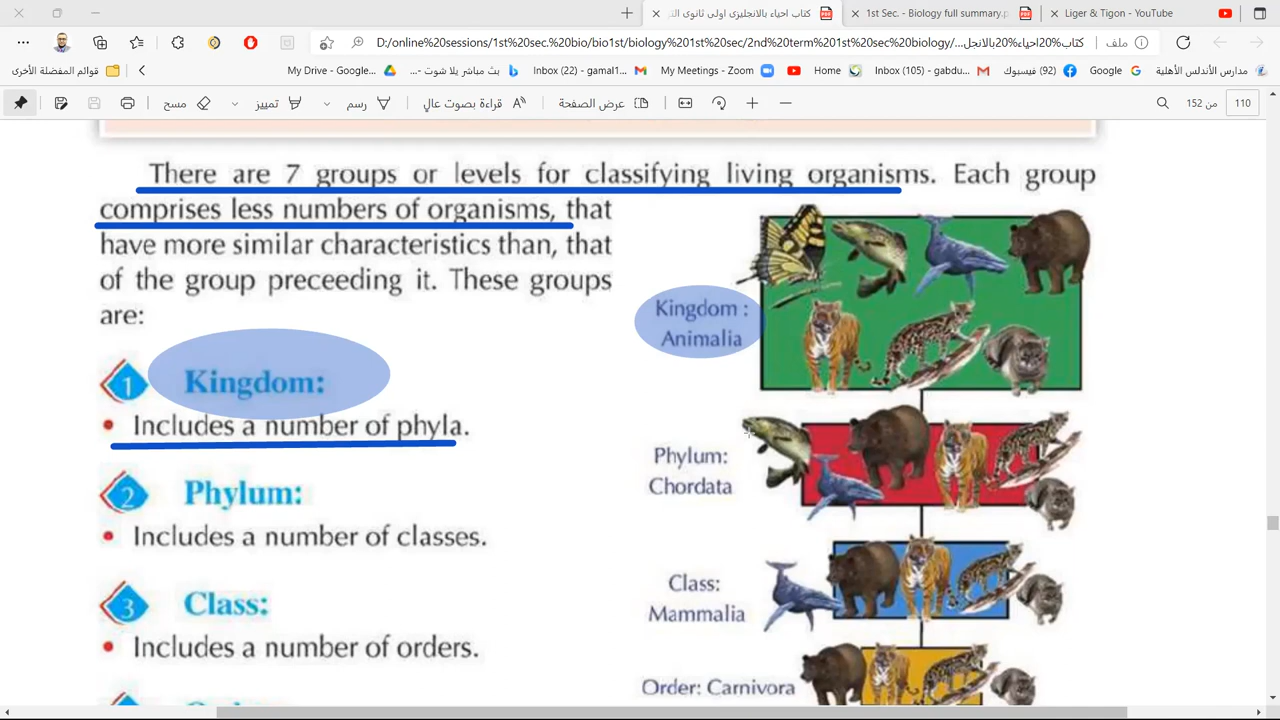 كتاب احياء بالانجليزى اولى ثانوى الت
1st Sec. - Biology full summary.p
Liger & Tigon - YouTube
D:/online%20sessions/1st%20sec.%20bio/bio1st/biology%201st%20sec/2nd%20term%201st%20sec%20biology/...كتاب%20احياء%20بالانجل
ملف
قوائم المفضلة الأخرى
My Drive - Google...
بث مباشر يلا شوت -...
Inbox (22) - gamal1...
My Meetings - Zoom
Home
Inbox (105) - gabdu...
(92) فيسبوك
Google
مدارس الأندلس الأهلية
مسح
تمييز
رسم
قراءة بصوت عالٍ
عرض الصفحة
من 152
110
There are 7 groups or levels for classifying living organisms. Each group
comprises less numbers of organisms, that
have more similar characteristics than, that
of the group preceeding it. These groups
are:
1 Kingdom:
• Includes a number of phyla.
2 Phylum:
• Includes a number of classes.
3 Class:
• Includes a number of orders.
Kingdom :
Animalia
Phylum:
Chordata
Class:
Mammalia
Order: Carnivora